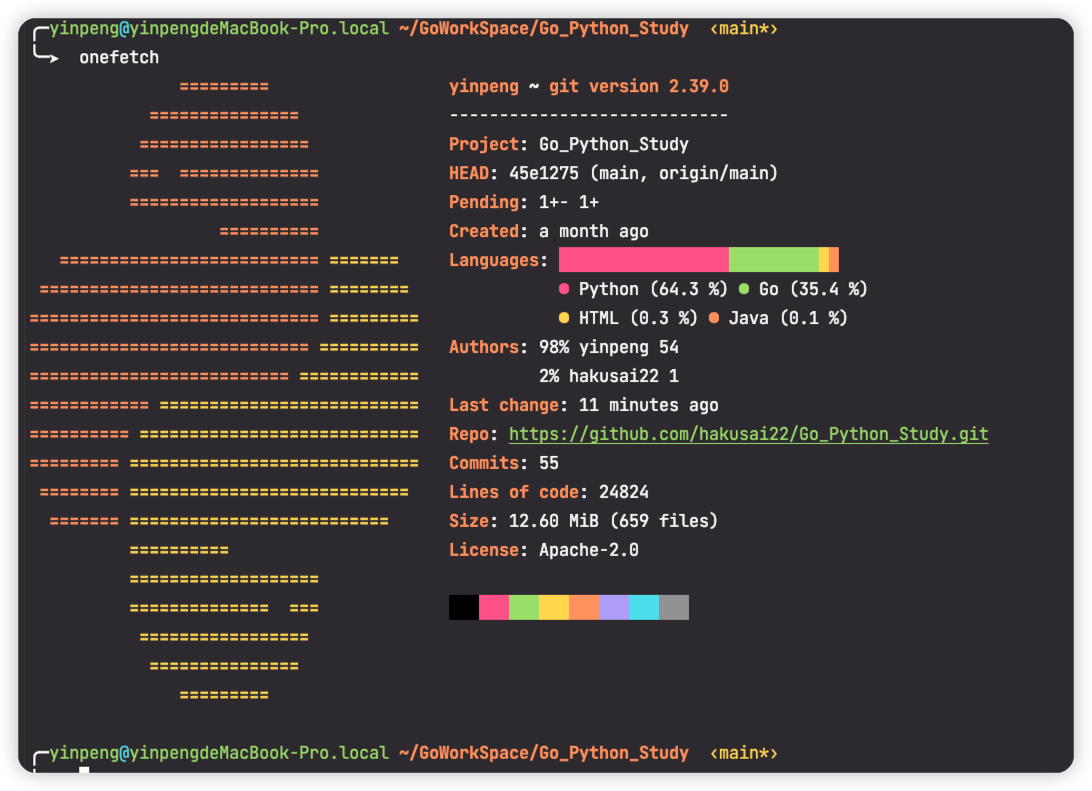 yinpeng@yinpengdeMacBook-Pro.local ~/GoWorkSpace/Go_Python_Study ‹main*›
onefetch
========= yinpeng ~ git version 2.39.0
=============== ----------------------------
================= Project: Go_Python_Study
=== ============== HEAD: 45e1275 (main, origin/main)
=================== Pending: 1+- 1+
========== Created: a month ago
========================== ======= Languages:
============================ ======== ● Python (64.3 %) ● Go (35.4 %)
============================= ========= ● HTML (0.3 %) ● Java (0.1 %)
============================ ========== Authors: 98% yinpeng 54
========================== ============ 2% hakusai22 1
============ ========================== Last change: 11 minutes ago
========== ============================ Repo: https://github.com/hakusai22/Go_Python_Study.git
========= ============================= Commits: 55
======== ============================ Lines of code: 24824
======= ========================== Size: 12.60 MiB (659 files)
========== License: Apache-2.0
===================
============== ===
=================
===============
=========
yinpeng@yinpengdeMacBook-Pro.local ~/GoWorkSpace/Go_Python_Study ‹main*›